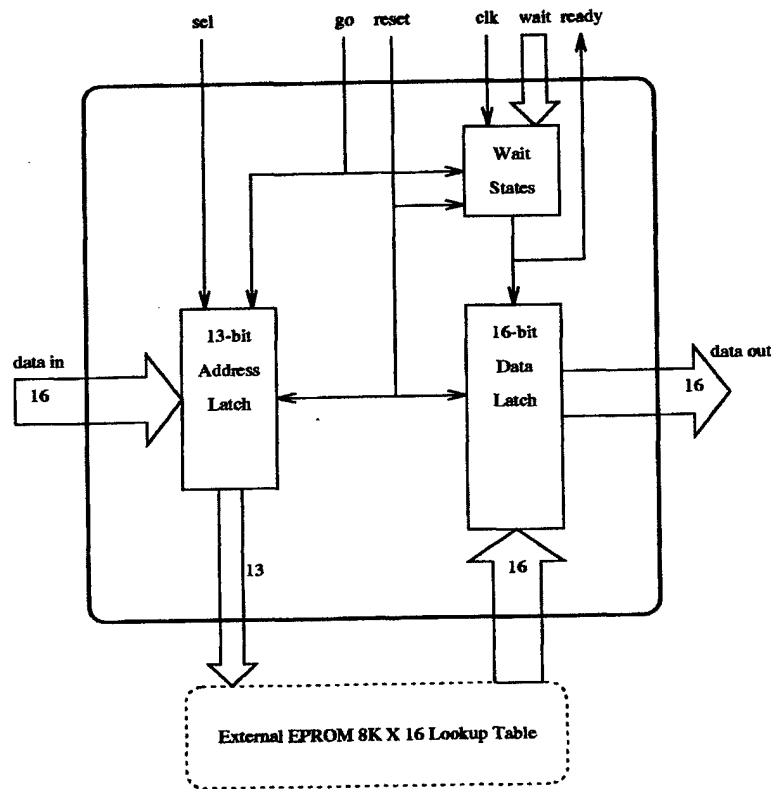 sel go reset clk wait ready
Wait
States
13-bit
Address
Latch
16-bit
Data
Latch
data in
16
data out
16
13
16
External EPROM 8K X 16 Lookup Table